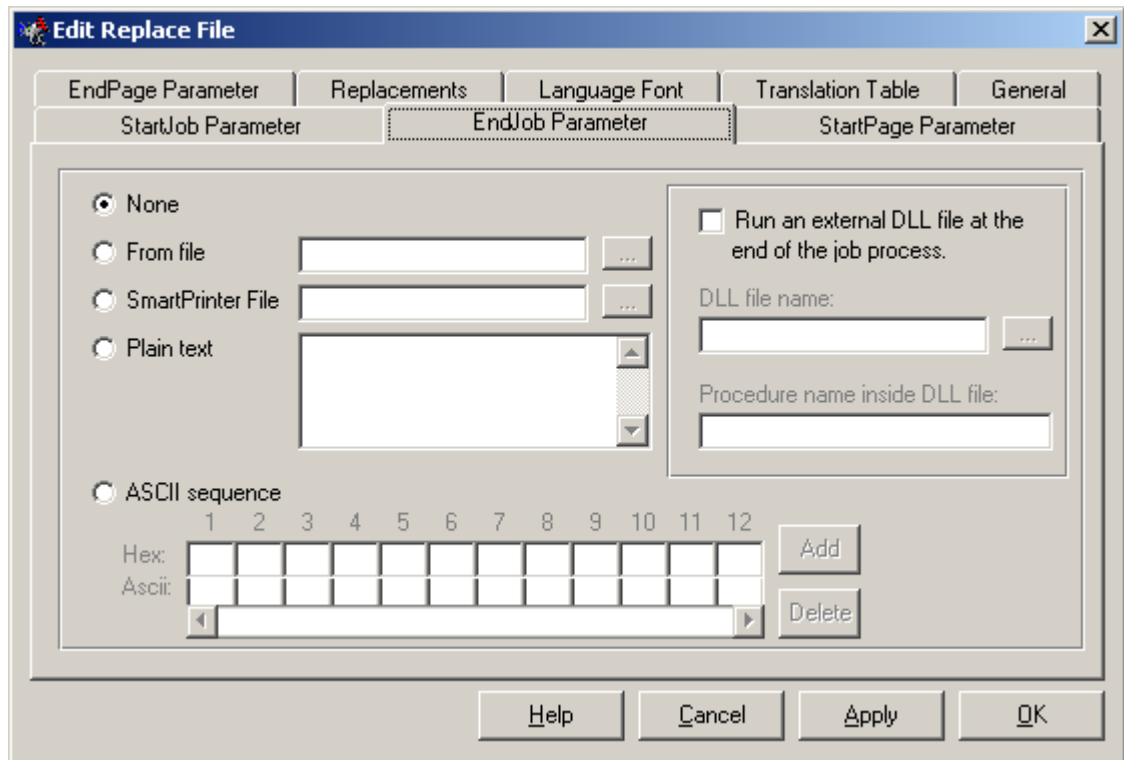 Edit Replace File
EndPage Parameter Replacements Language Font Translation Table General
StartJob Parameter EndJob Parameter StartPage Parameter
None
From file ...
SmartPrinter File ...
Plain text
Run an external DLL file at the
end of the job process.
DLL file name:
...
Procedure name inside DLL file:
ASCII sequence
1 2 3 4 5 6 7 8 9 10 11 12
Hex:
Ascii:
Add
Delete
Help Cancel Apply OK